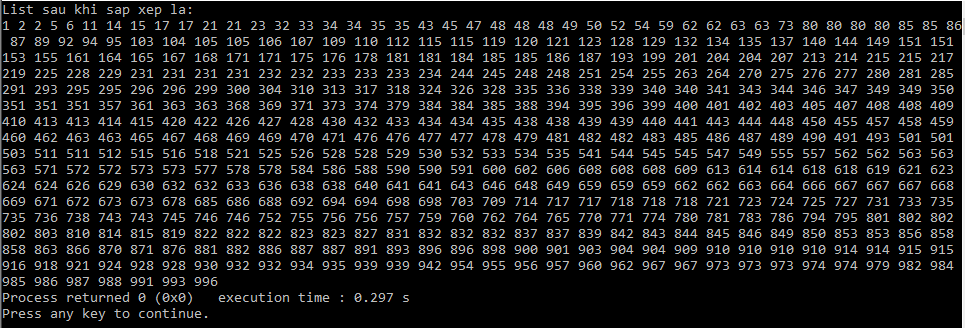 List sau khi sap xep la:
1 2 2 5 6 11 14 15 17 17 21 21 23 32 33 34 34 35 35 43 45 47 48 48 48 49 50 52 54 59 62 62 63 63 73 80 80 80 80 85 85 86
87 89 92 94 95 103 104 105 105 106 107 109 110 112 115 115 119 120 121 123 128 129 132 134 135 137 140 144 149 151 151
153 155 161 164 165 167 168 171 171 175 176 178 181 181 184 185 185 186 187 193 199 201 204 204 207 213 214 215 215 217
219 225 228 229 231 231 231 231 232 232 233 233 233 234 244 245 248 248 251 254 255 263 264 270 275 276 277 280 281 285
291 293 295 295 296 296 299 300 304 310 313 317 318 324 326 328 335 336 338 339 340 340 341 343 344 346 347 349 349 350
351 351 351 357 361 363 363 368 369 371 373 374 379 384 384 385 388 394 395 396 399 400 401 402 403 405 407 408 408 409
410 413 413 414 415 420 422 426 427 428 430 432 433 434 434 435 438 438 439 439 440 441 443 444 448 450 455 457 458 459
460 462 463 463 465 467 468 469 469 470 471 476 476 477 477 478 479 481 482 482 483 485 486 487 489 490 491 493 501 501
503 511 511 512 515 516 518 521 525 526 528 528 529 530 532 533 534 535 541 544 545 545 547 549 555 557 562 562 563 563
563 571 572 572 573 573 577 578 578 584 586 588 590 590 591 600 602 606 608 608 608 609 613 614 614 618 618 619 621 623
624 624 626 629 630 632 632 633 636 638 638 640 641 641 643 646 648 649 659 659 659 662 662 663 664 666 667 667 667 668
669 671 672 673 673 678 685 686 688 692 694 694 698 698 703 709 714 717 717 718 718 718 721 723 724 725 727 731 733 735
735 736 738 743 743 745 746 746 752 755 756 756 757 759 760 762 764 765 770 771 774 780 781 783 786 794 795 801 802 802
802 803 810 814 815 819 822 822 822 823 823 827 831 832 832 832 837 837 839 842 843 844 845 846 849 850 853 853 856 858
858 863 866 870 871 876 881 882 886 887 887 891 893 896 896 898 900 901 903 904 904 909 910 910 910 910 914 914 915 915
916 918 921 924 928 928 930 932 932 934 935 939 939 942 954 955 956 957 960 962 967 967 973 973 973 974 974 979 982 984
985 986 987 988 991 993 996
Process returned 0 (0x0)   execution time : 0.297 s
Press any key to continue.